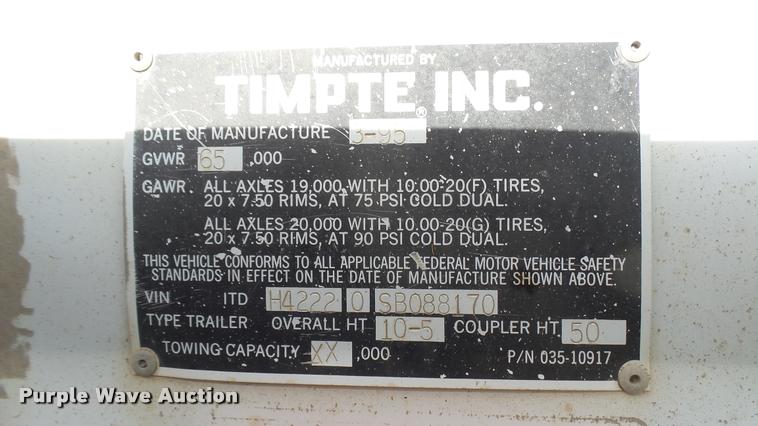 MANUFACTURED BY
TIMPTE, INC.
®
DATE OF MANUFACTURE 3-95
GVWR 65 ,000
GAWR. ALL AXLES 19,000 WITH 10:00-20(F) TIRES,
20 x 7.50 RIMS, AT 75 PSI COLD DUAL.
ALL AXLES 20,000 WITH 10.00-20(G) TIRES,
20 x 7.50 RIMS, AT 90 PSI COLD DUAL.
THIS VEHICLE CONFORMS TO ALL APPLICABLE FEDERAL MOTOR VEHICLE SAFETY
STANDARDS IN EFFECT ON THE DATE OF MANUFACTURE SHOWN ABOVE.
VIN 1TD H4222 0 SB088170
TYPE TRAILER OVERALL HT 10-5 COUPLER HT 50
TOWING CAPACITY XX ,000 P/N 035-10917
Purple Wave Auction